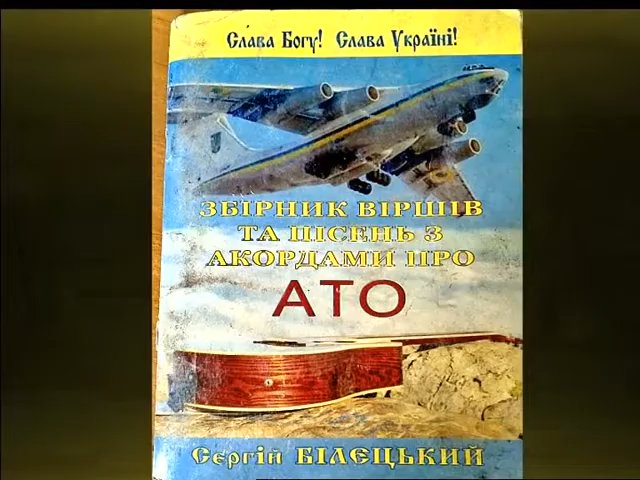 Слава Богу! Слава Україні!
ЗБІРНИК ВІРШІВ
ТА ПІСЕНЬ З
АКОРДАМИ ПРО
АТО
Сергій БІЛЕЦЬКИЙ